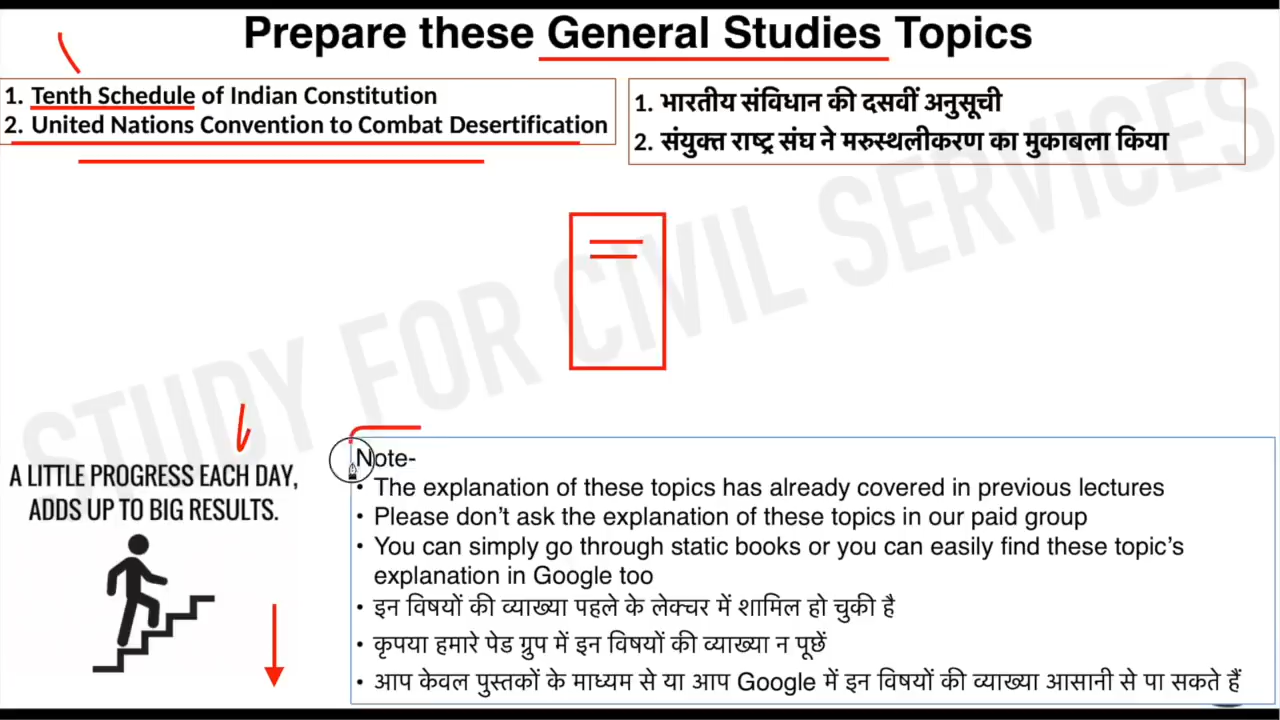 Prepare these General Studies Topics
1. Tenth Schedule of Indian Constitution
2. United Nations Convention to Combat Desertification
1. भारतीय संविधान की दसवीं अनुसूची
2. संयुक्त राष्ट्र संघ ने मरुस्थलीकरण का मुकाबला किया
STUDY FOR CIVIL SERVICES
A LITTLE PROGRESS EACH DAY,
ADDS UP TO BIG RESULTS.
Note-
• The explanation of these topics has already covered in previous lectures
• Please don’t ask the explanation of these topics in our paid group
• You can simply go through static books or you can easily find these topic’s
explanation in Google too
• इन विषयों की व्याख्या पहले के लेक्चर में शामिल हो चुकी है
• कृपया हमारे पेड ग्रुप में इन विषयों की व्याख्या न पूछें
• आप केवल पुस्तकों के माध्यम से या आप Google में इन विषयों की व्याख्या आसानी से पा सकते हैं